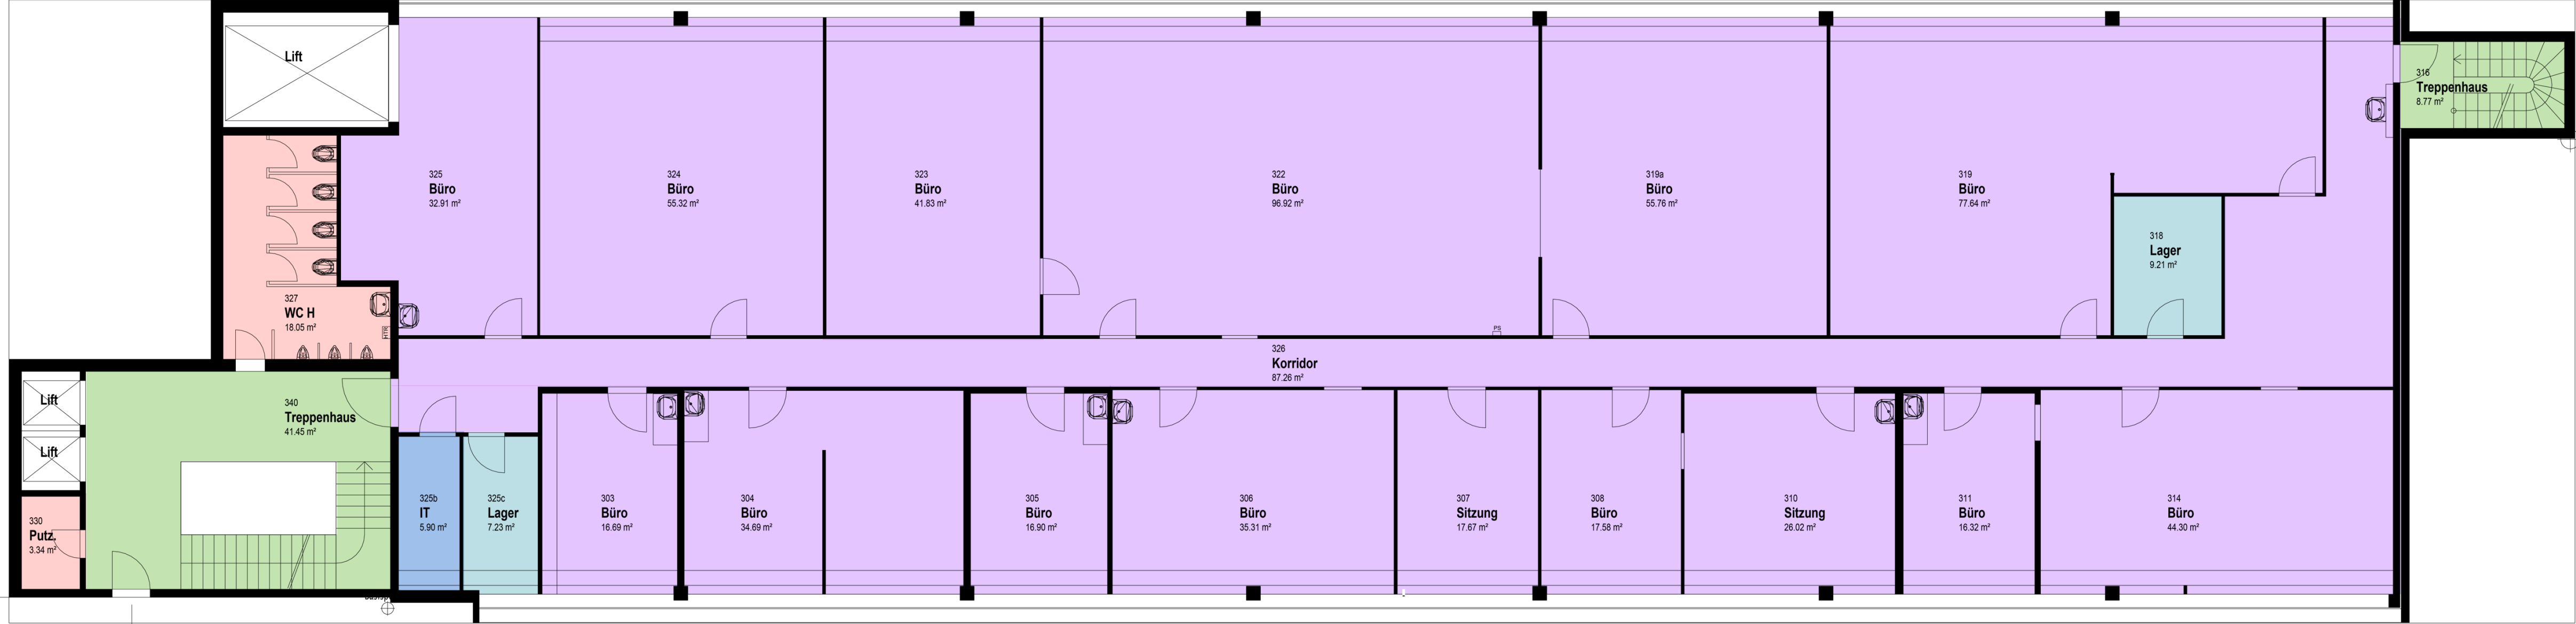 Lift
316
Treppenhaus
8.77 m²
325
Büro
32.91 m²
324
Büro
55.32 m²
323
Büro
41.83 m²
322
Büro
96.92 m²
319a
Büro
55.76 m²
319
Büro
77.64 m²
318
Lager
9.21 m²
327
WC H
18.05 m²
PS
326
Korridor
87.26 m²
Lift
Lift
340
Treppenhaus
41.45 m²
330
Putz.
3.34 m²
325b
IT
5.90 m²
325c
Lager
7.23 m²
303
Büro
16.69 m²
304
Büro
34.69 m²
305
Büro
16.90 m²
306
Büro
35.31 m²
307
Sitzung
17.67 m²
308
Büro
17.58 m²
310
Sitzung
26.02 m²
311
Büro
16.32 m²
314
Büro
44.30 m²